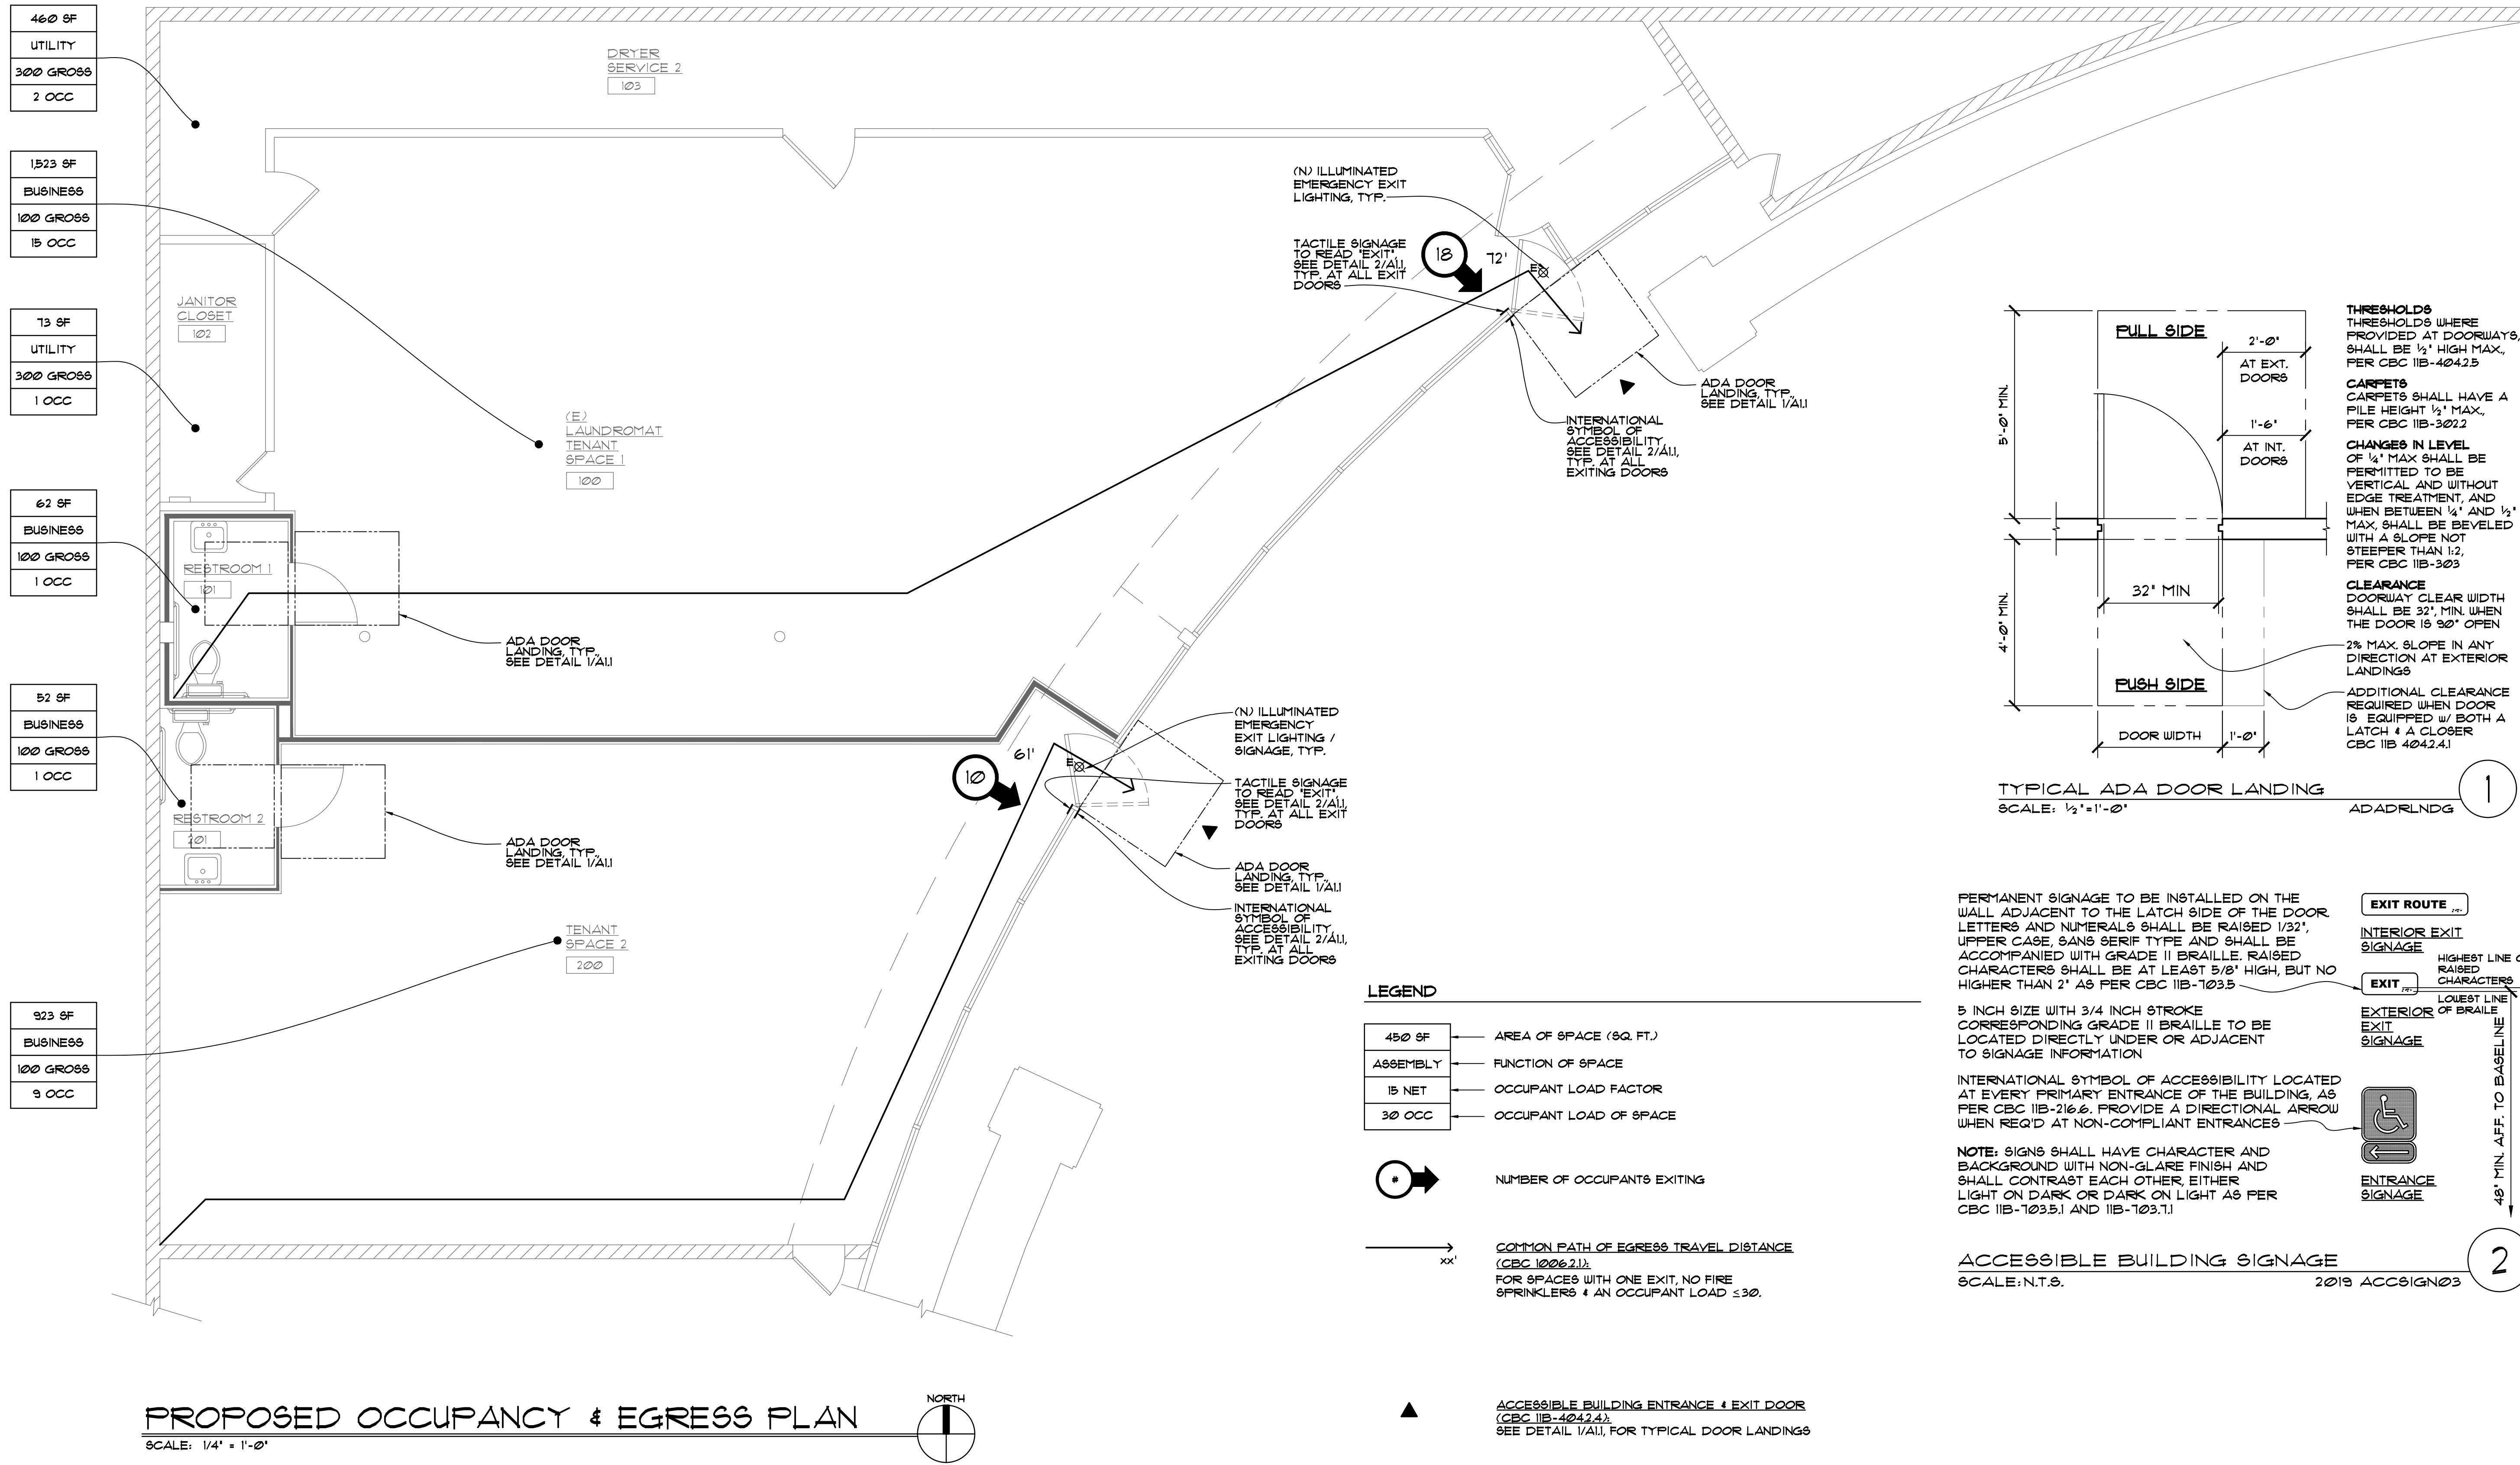 460 SF
UTILITY
300 GROSS
2 OCC
1,523 SF
BUSINESS
100 GROSS
15 OCC
73 SF
UTILITY
300 GROSS
1 OCC
62 SF
BUSINESS
100 GROSS
1 OCC
52 SF
BUSINESS
100 GROSS
1 OCC
923 SF
BUSINESS
100 GROSS
9 OCC
DRYER
SERVICE 2
103
JANITOR
CLOSET
102
(E)
LAUNDROMAT
TENANT
SPACE 1
100
RESTROOM 1
101
ADA DOOR
LANDING, TYP.,
SEE DETAIL 1/A1.1
RESTROOM 2
201
ADA DOOR
LANDING, TYP.,
SEE DETAIL 1/A1.1
TENANT
SPACE 2
200
(N) ILLUMINATED
EMERGENCY EXIT
LIGHTING, TYP.
TACTILE SIGNAGE
TO READ "EXIT",
SEE DETAIL 2/A1.1,
TYP. AT ALL EXIT
DOORS
18
72'
E
ADA DOOR
LANDING, TYP.,
SEE DETAIL 1/A1.1
INTERNATIONAL
SYMBOL OF
ACCESSIBILITY,
SEE DETAIL 2/A1.1,
TYP. AT ALL
EXITING DOORS
10
61'
E
(N) ILLUMINATED
EMERGENCY
EXIT LIGHTING /
SIGNAGE, TYP.
TACTILE SIGNAGE
TO READ "EXIT",
SEE DETAIL 2/A1.1,
TYP. AT ALL EXIT
DOORS
ADA DOOR
LANDING, TYP.,
SEE DETAIL 1/A1.1
INTERNATIONAL
SYMBOL OF
ACCESSIBILITY,
SEE DETAIL 2/A1.1,
TYP. AT ALL
EXITING DOORS
PROPOSED OCCUPANCY & EGRESS PLAN
SCALE: 1/4" = 1'-0"
NORTH
LEGEND
450 SF
AREA OF SPACE (SQ. FT.)
ASSEMBLY
FUNCTION OF SPACE
15 NET
OCCUPANT LOAD FACTOR
30 OCC
OCCUPANT LOAD OF SPACE
#
NUMBER OF OCCUPANTS EXITING
xx'
COMMON PATH OF EGRESS TRAVEL DISTANCE
(CBC 1006.2.1):
FOR SPACES WITH ONE EXIT, NO FIRE
SPRINKLERS & AN OCCUPANT LOAD ≤30.
ACCESSIBLE BUILDING ENTRANCE & EXIT DOOR
(CBC 11B-404.2.4):
SEE DETAIL 1/A1.1, FOR TYPICAL DOOR LANDINGS
PULL SIDE
5'-0" MIN.
2'-0"
AT EXT.
DOORS
1'-6"
AT INT.
DOORS
32" MIN
4'-0" MIN.
PUSH SIDE
DOOR WIDTH
1'-0"
THRESHOLDS
THRESHOLDS WHERE
PROVIDED AT DOORWAYS,
SHALL BE ½" HIGH MAX.,
PER CBC 11B-404.2.5
CARPETS
CARPETS SHALL HAVE A
PILE HEIGHT ½" MAX.,
PER CBC 11B-302.2
CHANGES IN LEVEL
OF ¼" MAX SHALL BE
PERMITTED TO BE
VERTICAL AND WITHOUT
EDGE TREATMENT, AND
WHEN BETWEEN ¼" AND ½"
MAX, SHALL BE BEVELED
WITH A SLOPE NOT
STEEPER THAN 1:2,
PER CBC 11B-303
CLEARANCE
DOORWAY CLEAR WIDTH
SHALL BE 32", MIN. WHEN
THE DOOR IS 90° OPEN
2% MAX. SLOPE IN ANY
DIRECTION AT EXTERIOR
LANDINGS
ADDITIONAL CLEARANCE
REQUIRED WHEN DOOR
IS EQUIPPED w/ BOTH A
LATCH & A CLOSER
CBC 11B 404.2.4.1
TYPICAL ADA DOOR LANDING
SCALE: ½"=1'-0"
ADADRLNDG
1
PERMANENT SIGNAGE TO BE INSTALLED ON THE
WALL ADJACENT TO THE LATCH SIDE OF THE DOOR.
LETTERS AND NUMERALS SHALL BE RAISED 1/32",
UPPER CASE, SANS SERIF TYPE AND SHALL BE
ACCOMPANIED WITH GRADE II BRAILLE. RAISED
CHARACTERS SHALL BE AT LEAST 5/8" HIGH, BUT NO
HIGHER THAN 2" AS PER CBC 11B-703.5
5 INCH SIZE WITH 3/4 INCH STROKE
CORRESPONDING GRADE II BRAILLE TO BE
LOCATED DIRECTLY UNDER OR ADJACENT
TO SIGNAGE INFORMATION
INTERNATIONAL SYMBOL OF ACCESSIBILITY LOCATED
AT EVERY PRIMARY ENTRANCE OF THE BUILDING, AS
PER CBC 11B-216.6. PROVIDE A DIRECTIONAL ARROW
WHEN REQ'D AT NON-COMPLIANT ENTRANCES
NOTE: SIGNS SHALL HAVE CHARACTER AND
BACKGROUND WITH NON-GLARE FINISH AND
SHALL CONTRAST EACH OTHER, EITHER
LIGHT ON DARK OR DARK ON LIGHT AS PER
CBC 11B-703.5.1 AND 11B-703.7.1
EXIT ROUTE
INTERIOR EXIT
SIGNAGE
HIGHEST LINE
RAISED
CHARACTERS
EXIT
LOWEST LINE
OF BRAILE
EXTERIOR
EXIT
SIGNAGE
48" MIN. A.F.F. TO BASELINE
ENTRANCE
SIGNAGE
ACCESSIBLE BUILDING SIGNAGE
SCALE: N.T.S.
2019 ACCSIGN03
2